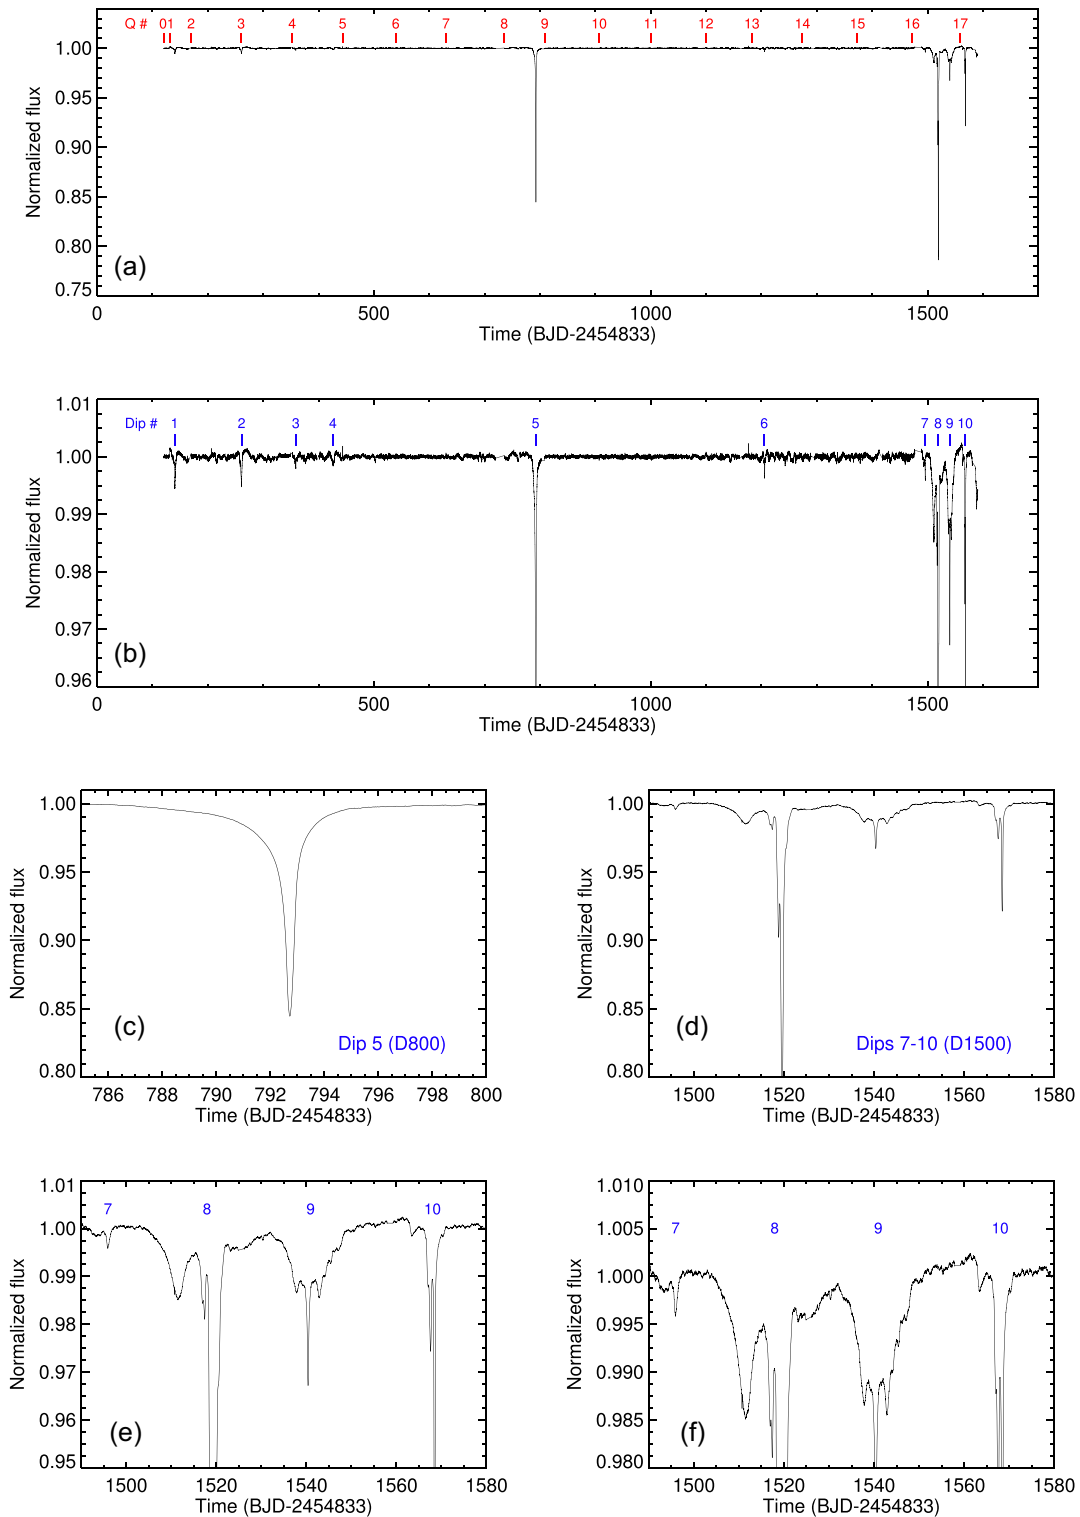 Q # 0 1 2 3 4 5 6 7 8 9 10 11 12 13 14 15 16 17
1.00
0.95
0.90
0.85
0.80
0.75
Normalized flux
(a)
0 500 1000 1500
Time (BJD-2454833)
1.01
1.00
0.99
0.98
0.97
0.96
Normalized flux
Dip # 1 2 3 4 5 6 7 8 9 10
(b)
0 500 1000 1500
Time (BJD-2454833)
1.00
0.95
0.90
0.85
0.80
Normalized flux
(c)
Dip 5 (D800)
786 788 790 792 794 796 798 800
Time (BJD-2454833)
1.00
0.95
0.90
0.85
0.80
Normalized flux
(d)
Dips 7-10 (D1500)
1500 1520 1540 1560 1580
Time (BJD-2454833)
1.01
1.00
0.99
0.98
0.97
0.96
0.95
Normalized flux
7 8 9 10
(e)
1500 1520 1540 1560 1580
Time (BJD-2454833)
1.010
1.005
1.000
0.995
0.990
0.985
0.980
Normalized flux
7 8 9 10
(f)
1500 1520 1540 1560 1580
Time (BJD-2454833)